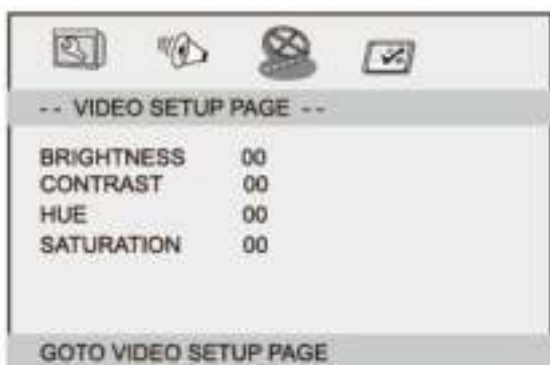 -- VIDEO SETUP PAGE --
BRIGHTNESS 00
CONTRAST 00
HUE 00
SATURATION 00
GOTO VIDEO SETUP PAGE